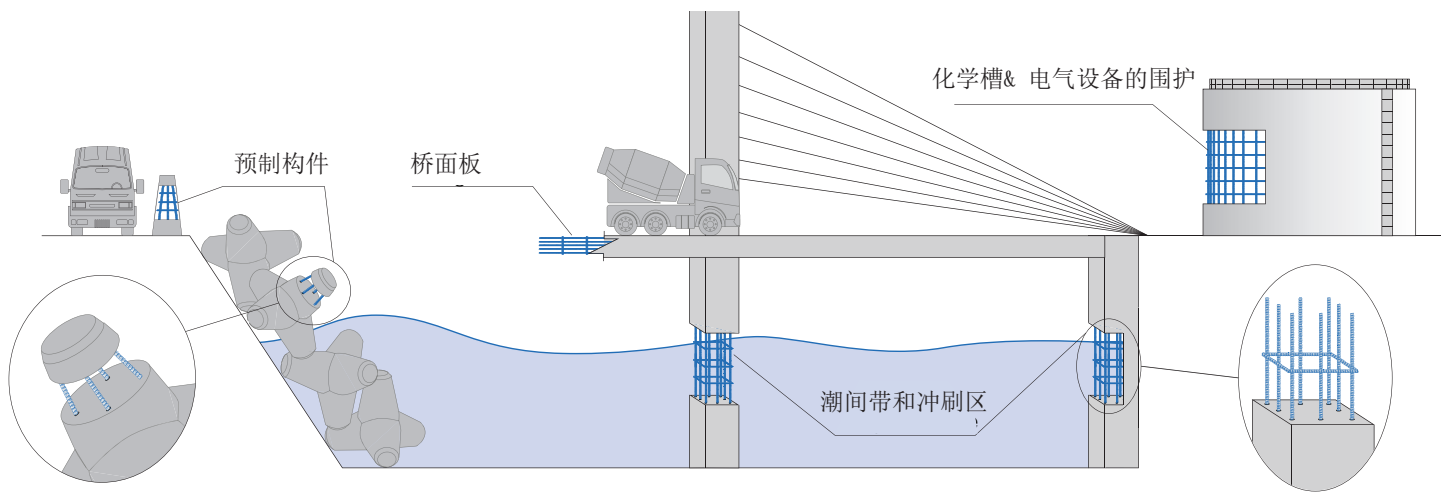 化学槽& 电气设备的围护
预制构件
桥面板
潮间带和冲刷区